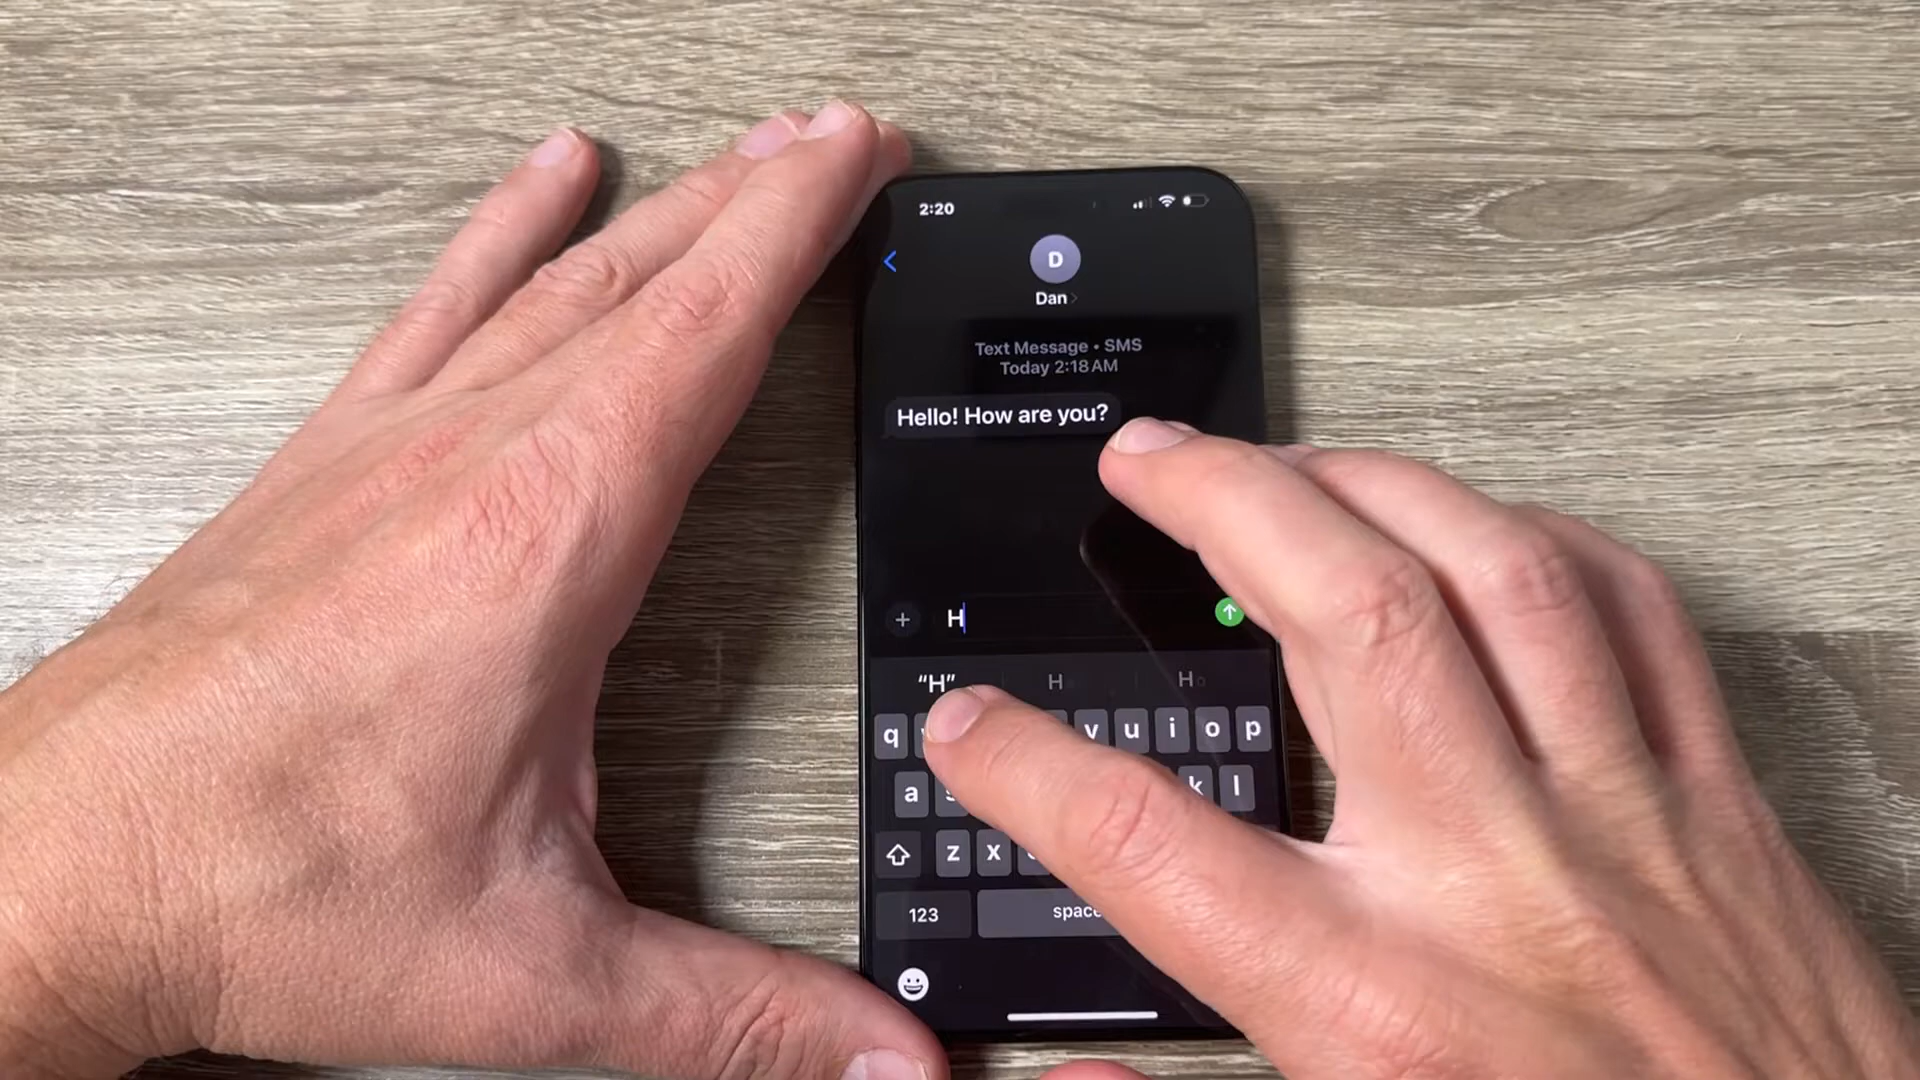 2:20
D
Dan
Text Message • SMS
Today 2:18 AM
Hello! How are you?
H
“H” H
q u i o p
a k l
z x
123 space